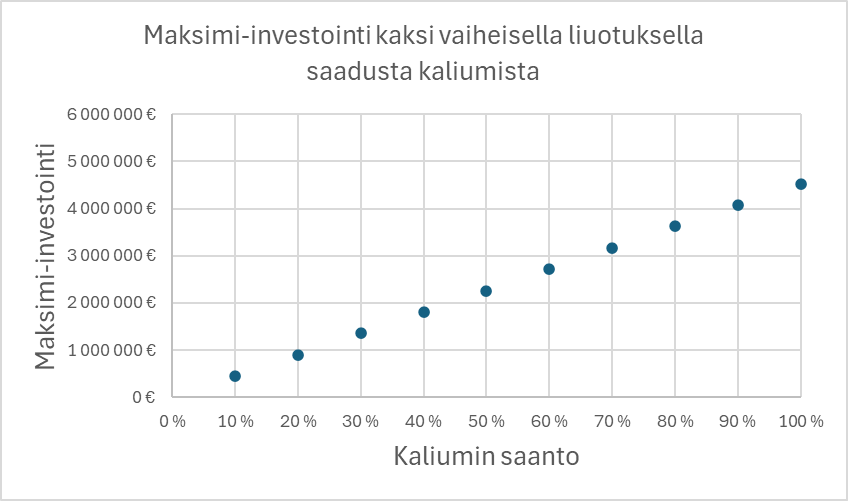 Maksimi-investointi kaksi vaiheisella liuotuksella
saadusta kaliumista
Maksimi-investointi
6 000 000 €
5 000 000 €
4 000 000 €
3 000 000 €
2 000 000 €
1 000 000 €
0 €
0 % 10 % 20 % 30 % 40 % 50 % 60 % 70 % 80 % 90 % 100 %
Kaliumin saanto